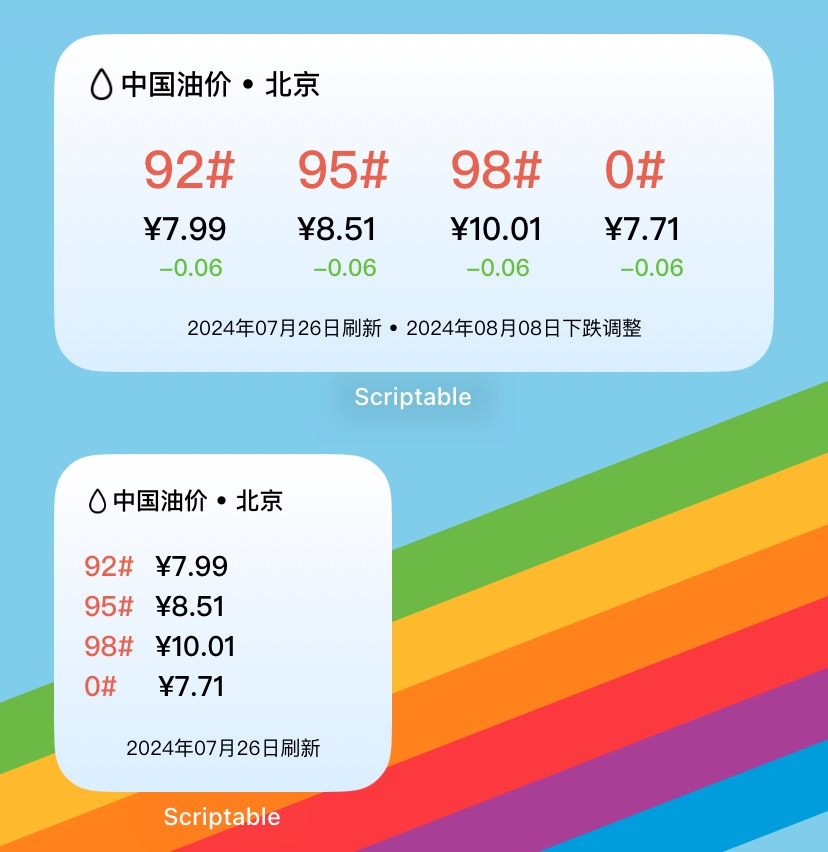 中国油价 • 北京
92# 95# 98# 0#
¥7.99 ¥8.51 ¥10.01 ¥7.71
−0.06 −0.06 −0.06 −0.06
2024年07月26日刷新 • 2024年08月08日下跌调整
Scriptable
中国油价 • 北京
92# ¥7.99
95# ¥8.51
98# ¥10.01
0# ¥7.71
2024年07月26日刷新
Scriptable